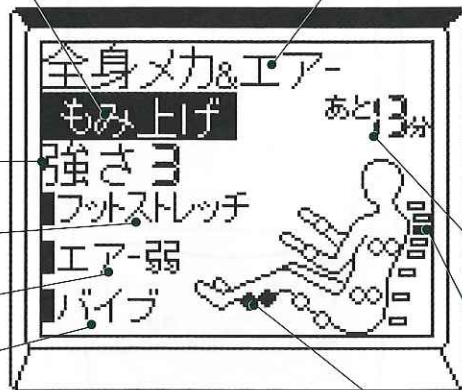 全身メカ&エアー
もみ上げ
あと13分
強さ3
フットストレッチ
エアー弱
バイブ